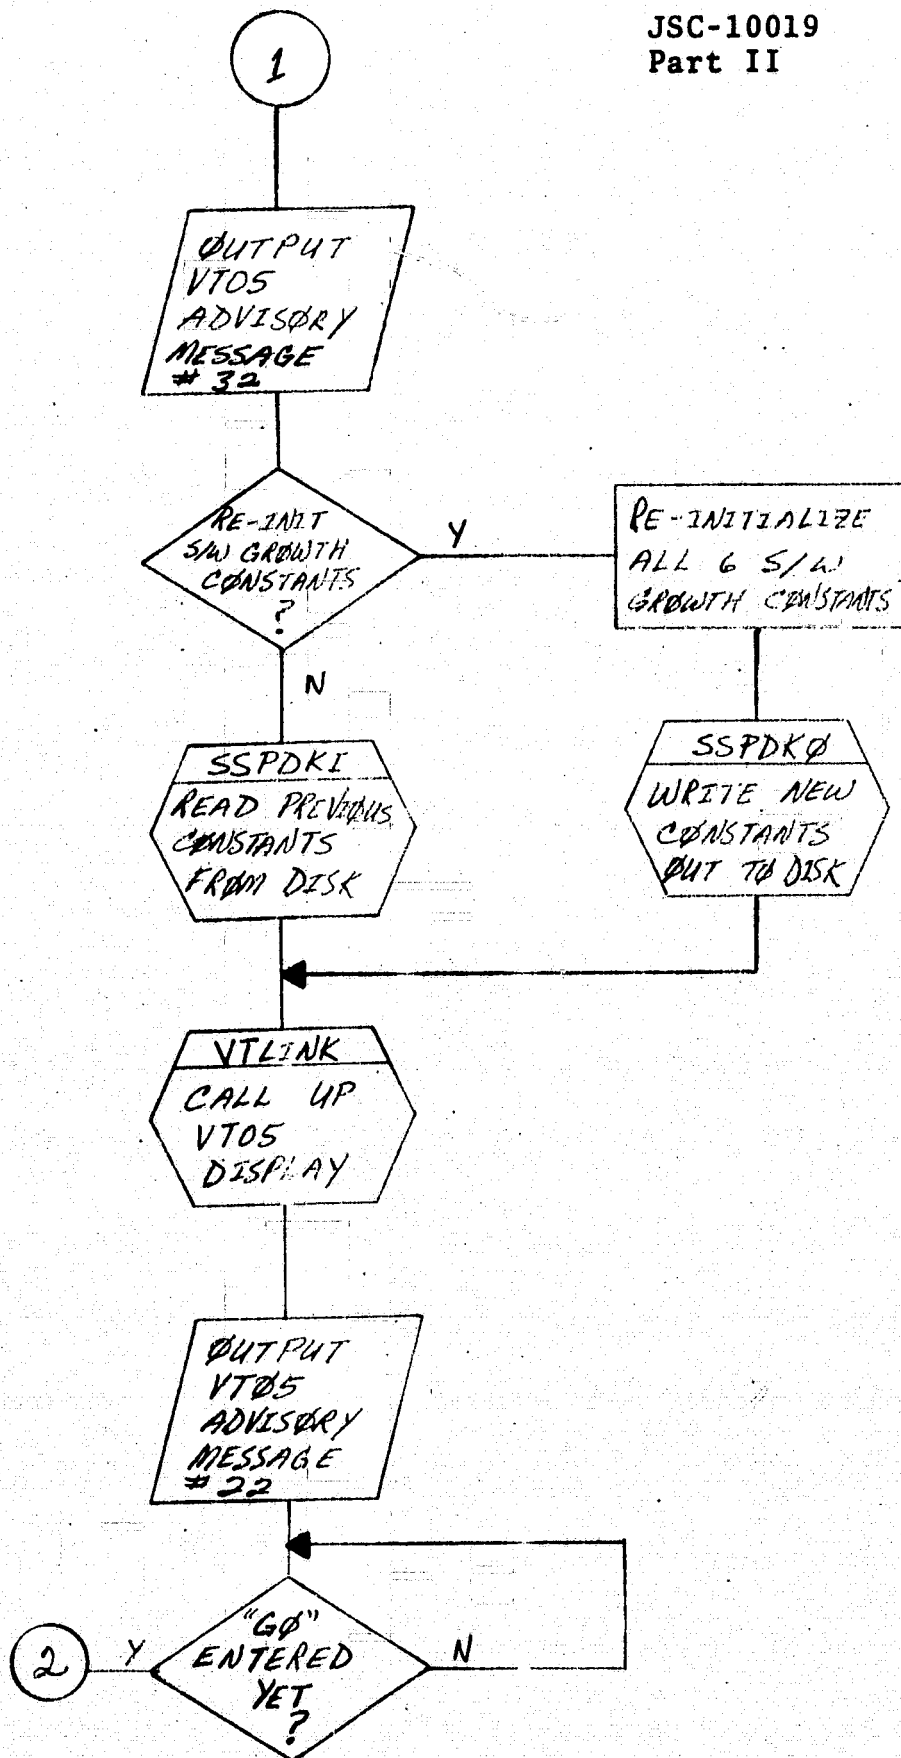 JSC-10019
Part II
1
ØUTPUT
VT05
ADVISØRY
MESSAGE
# 32
RE-INIT
S/W GRØWTH
CØNSTANTS
?
Y
RE-INITIALIZE
ALL 6 S/W
GRØWTH CØNSTANTS
N
SSPDKI
READ PREVIØUS
CØNSTANTS
FRØM DISK
SSPDKØ
WRITE NEW
CØNSTANTS
ØUT TØ DISK
VTLINK
CALL UP
VT05
DISPLAY
ØUTPUT
VTØ5
ADVISØRY
MESSAGE
# 22
"GØ"
ENTERED
YET
?
Y
N
2